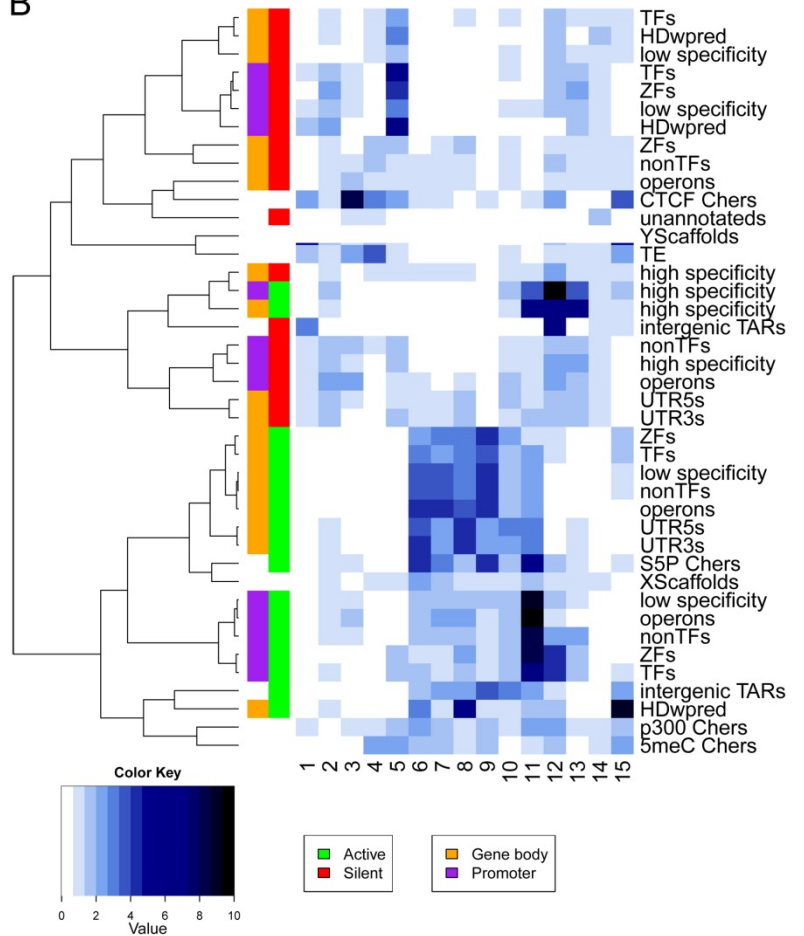 B
TFs
HDwpred
low specificity
TFs
ZFs
low specificity
HDwpred
ZFs
nonTFs
operons
CTCF Chers
unannotateds
YScaffolds
TE
high specificity
high specificity
high specificity
intergenic TARs
nonTFs
high specificity
operons
UTR5s
UTR3s
ZFs
TFs
low specificity
nonTFs
operons
UTR5s
UTR3s
S5P Chers
XScaffolds
low specificity
operons
nonTFs
ZFs
TFs
intergenic TARs
HDwpred
p300 Chers
5meC Chers
1 2 3 4 5 6 7 8 9 10 11 12 13 14 15
Color Key
0 2 4 6 8 10
Value
Active
Silent
Gene body
Promoter